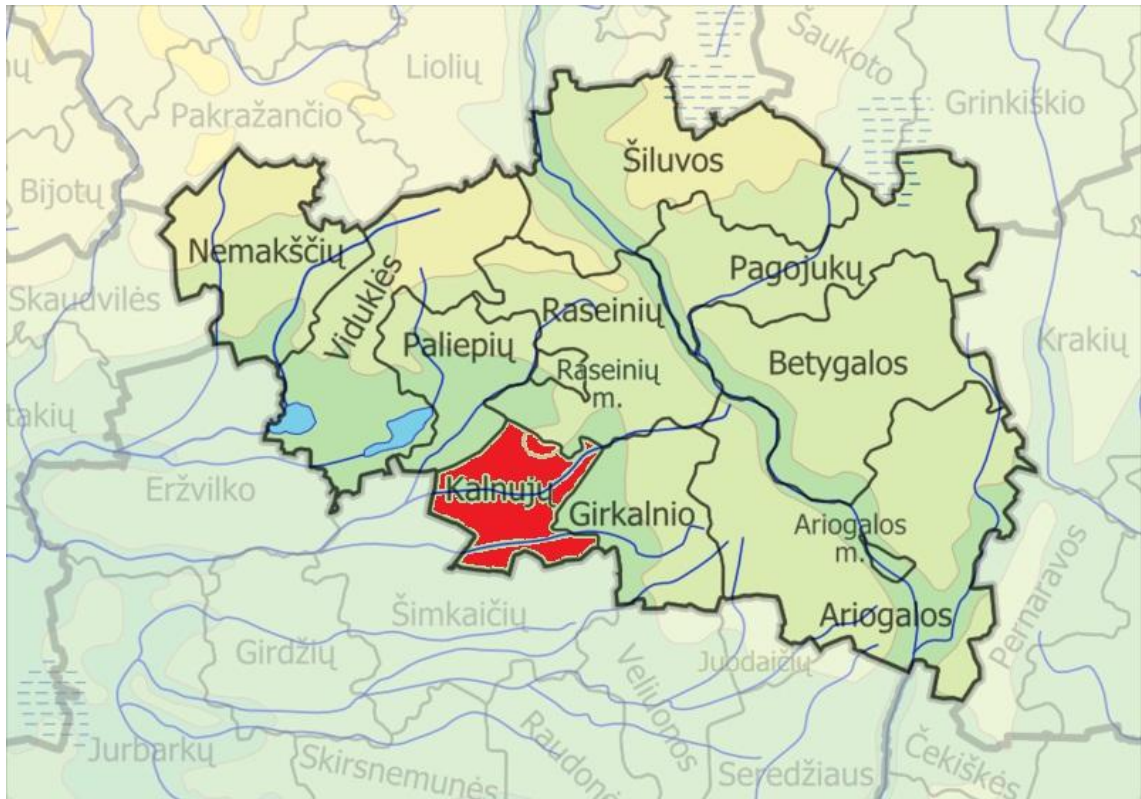 Šaukoto
Liolių
Grinkiškio
Pakražančio
Šiluvos
Bijotų
Nemakščių
Pagojukų
Skaudvilės
Viduklės
Raseinių
Krakių
Paliepių
Betygalos
Raseinių
m.
takių
Eržvilko
Kalnujų
Girkalnio
Ariogalos
m.
Pernaravos
Šimkaičių
Ariogalos
Girdžių
Juodaičių
Veliuonos
Jurbarkų
Skirsnemunės
Raudonė
Seredžiaus
Čekiškės